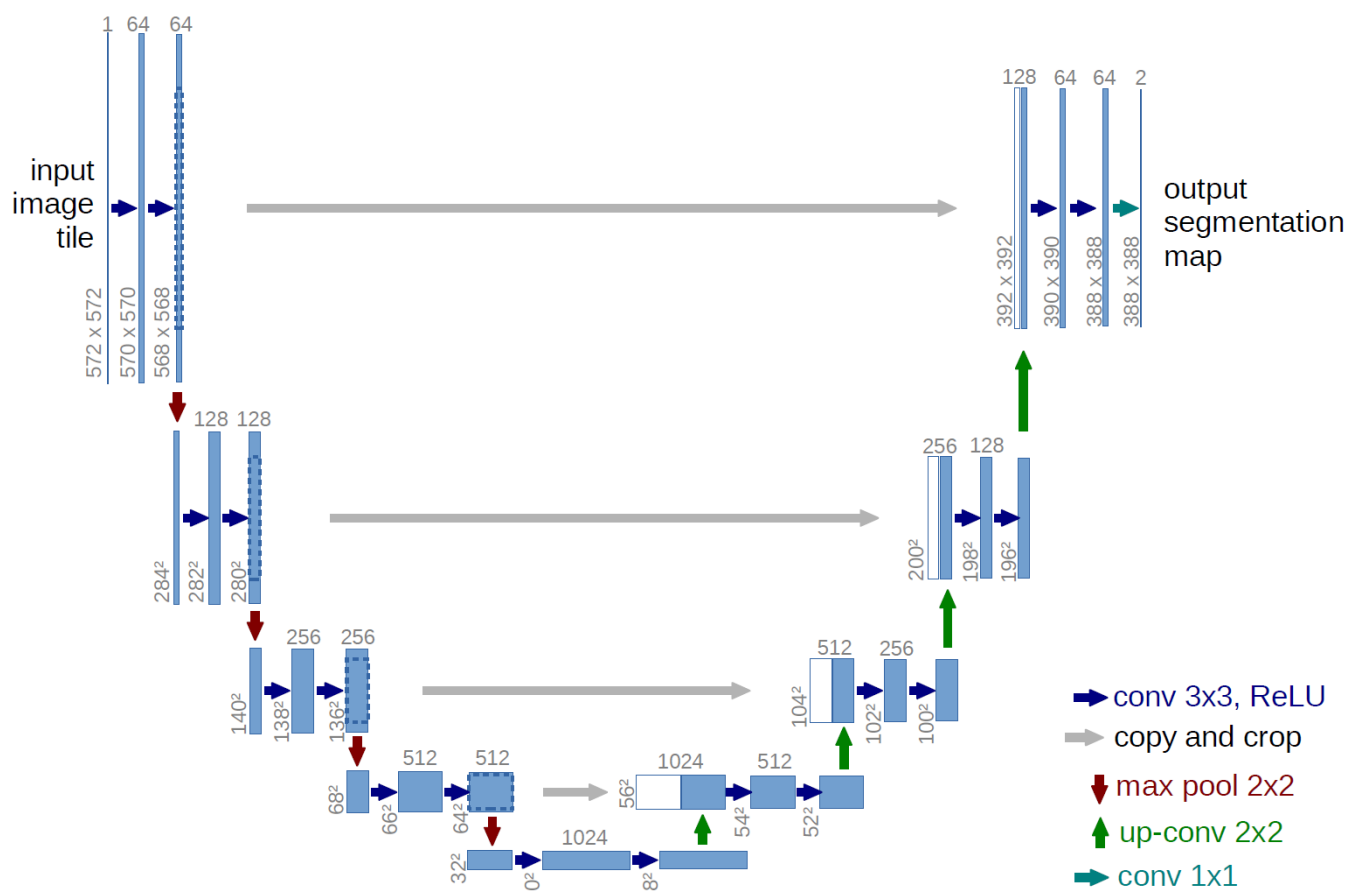 1 64 64
input
image
tile
572 x 572
570 x 570
568 x 568
128 64 64 2
output
segmentation
map
392 x 392
390 x 390
388 x 388
388 x 388
128 128
284²
282²
280²
256 128
200²
198²
196²
256 256
140²
138²
136²
512 256
104²
102²
100²
512 512
68²
66²
64²
1024 512
56²
54²
52²
1024
32²
0²
8²
conv 3x3, ReLU
copy and crop
max pool 2x2
up-conv 2x2
conv 1x1